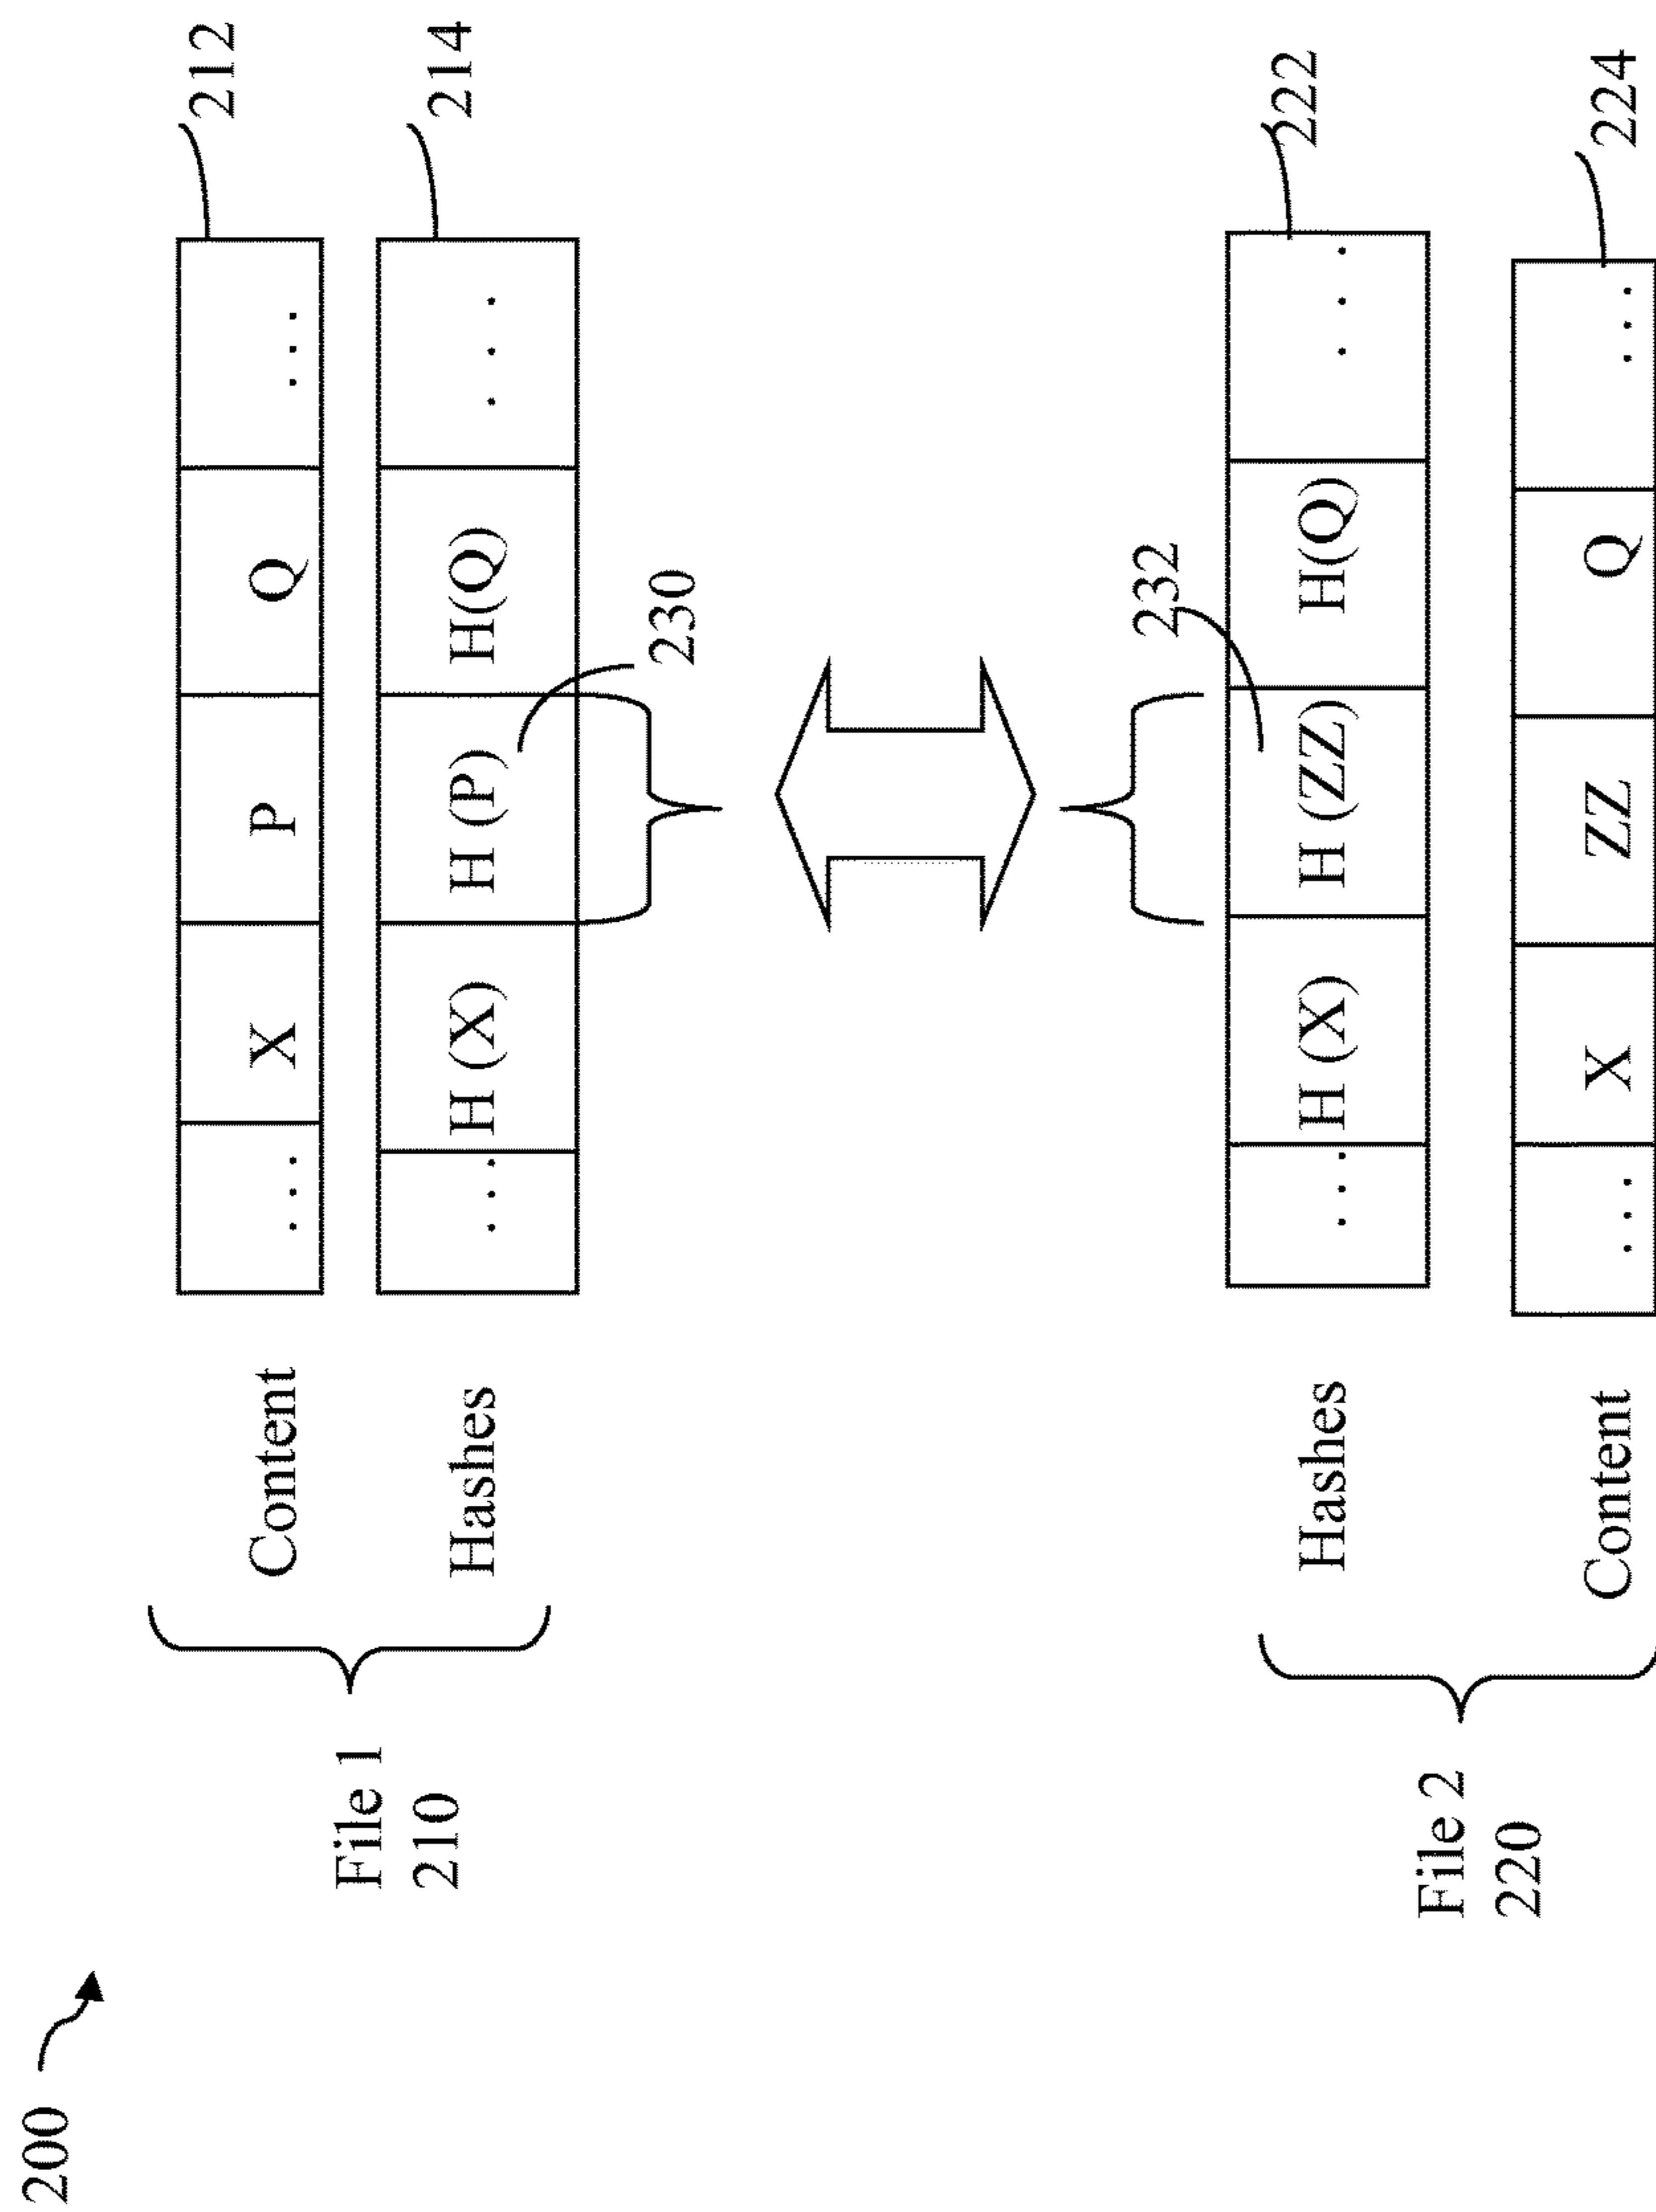 200
File 1
210
Content
... X P Q ...
212
Hashes
... H (X) H (P) H(Q) ...
214
230
232
File 2
220
Hashes
... H (X) H (ZZ) H(Q) ...
222
Content
... X ZZ Q ...
224